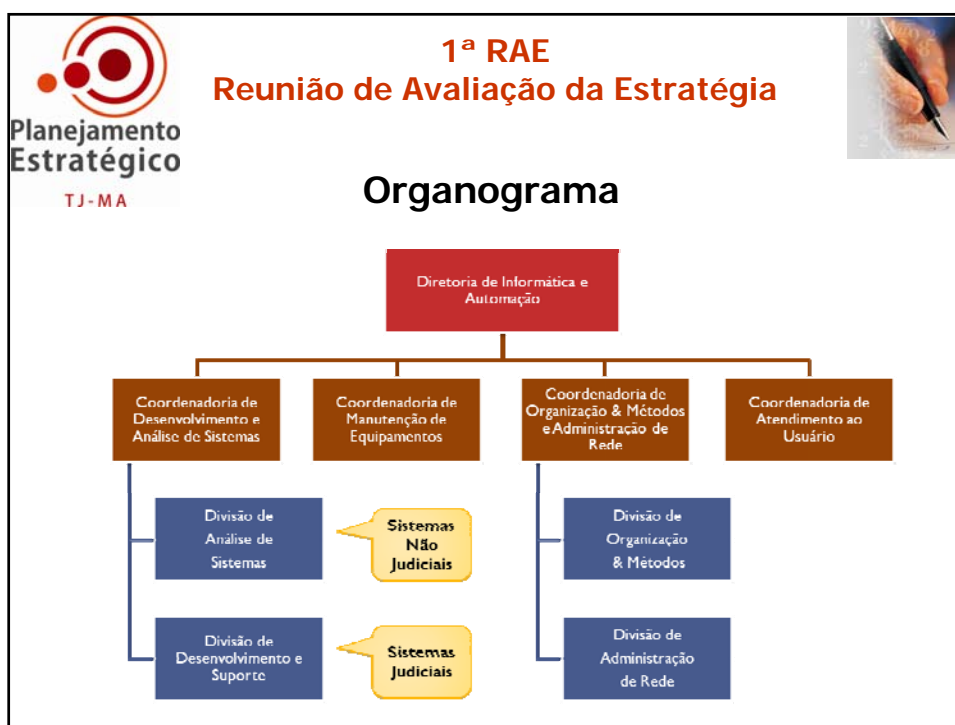 1ª RAE
Reunião de Avaliação da Estratégia
Planejamento
Estratégico
TJ-MA
Organograma
Diretoria de Informática e
Automação
Coordenadoria de
Desenvolvimento e
Análise de Sistemas
Coordenadoria de
Manutenção de
Equipamentos
Coordenadoria de
Organização & Métodos
e Administração de
Rede
Coordenadoria de
Atendimento ao
Usuário
Divisão de
Análise de
Sistemas
Sistemas
Não
Judiciais
Divisão de
Organização
& Métodos
Divisão de
Desenvolvimento e
Suporte
Sistemas
Judiciais
Divisão de
Administração
de Rede